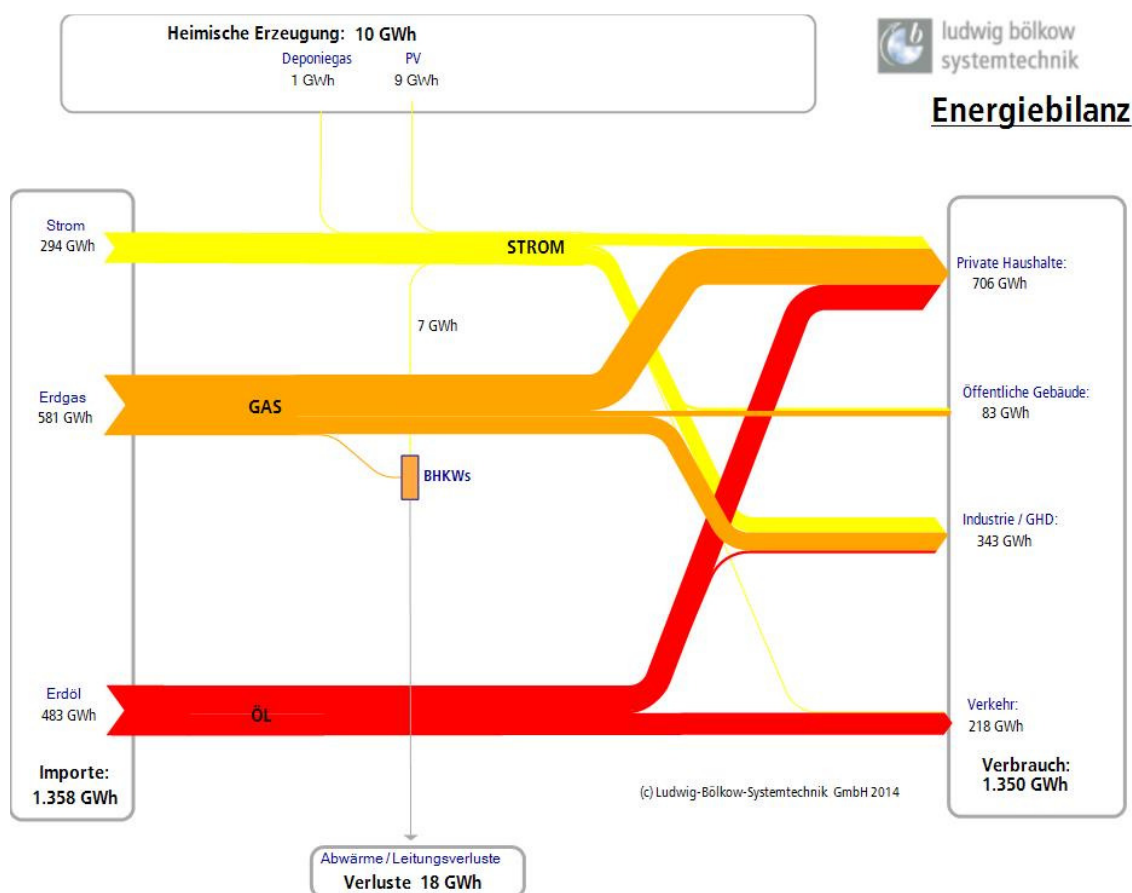 Heimische Erzeugung: 10 GWh
Deponiegas PV
1 GWh 9 GWh
ludwig bölkow
systemtechnik
Energiebilanz
Strom
294 GWh
STROM
Private Haushalte:
706 GWh
7 GWh
Erdgas
581 GWh
GAS
Öffentliche Gebäude:
83 GWh
BHKWs
Industrie / GHD:
343 GWh
Erdöl
483 GWh
ÖL
Verkehr:
218 GWh
Importe:
1.358 GWh
Verbrauch:
1.350 GWh
(c) Ludwig-Bölkow-Systemtechnik GmbH 2014
Abwärme / Leitungsverluste
Verluste 18 GWh